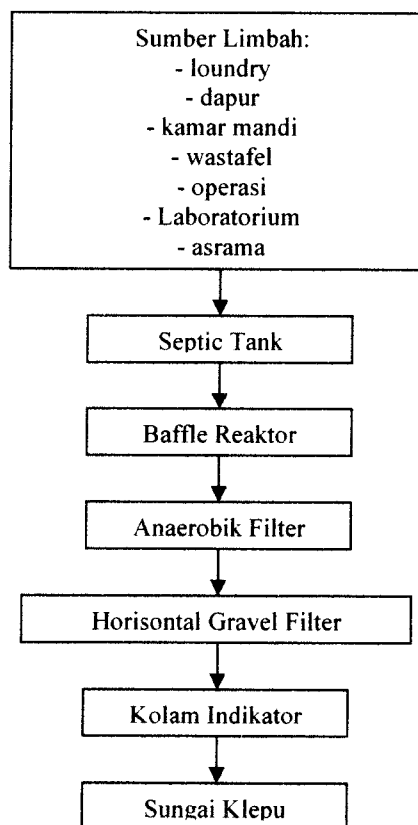 Sumber Limbah:
- loundry
- dapur
- kamar mandi
- wastafel
- operasi
- Laboratorium
- asrama
Septic Tank
Baffle Reaktor
Anaerobik Filter
Horisontal Gravel Filter
Kolam Indikator
Sungai Klepu